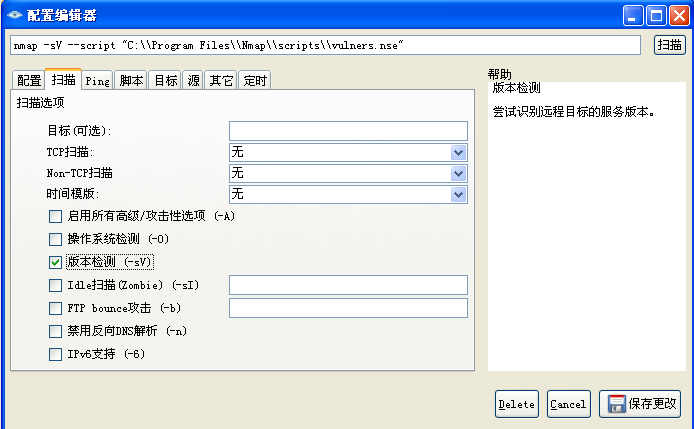 配置编辑器
nmap -sV --script "C:\\Program Files\\Nmap\\scripts\\vulners.nse"
扫描
配置 扫描 Ping 脚本 目标 源 其它 定时
帮助
扫描选项
版本检测
尝试识别远程目标的服务版本。
目标(可选):
TCP扫描: 无
Non-TCP扫描 无
时间模版: 无
启用所有高级/攻击性选项 (-A)
操作系统检测 (-O)
版本检测 (-sV)
Idle扫描(Zombie) (-sI)
FTP bounce攻击 (-b)
禁用反向DNS解析 (-n)
IPv6支持 (-6)
Delete Cancel 保存更改